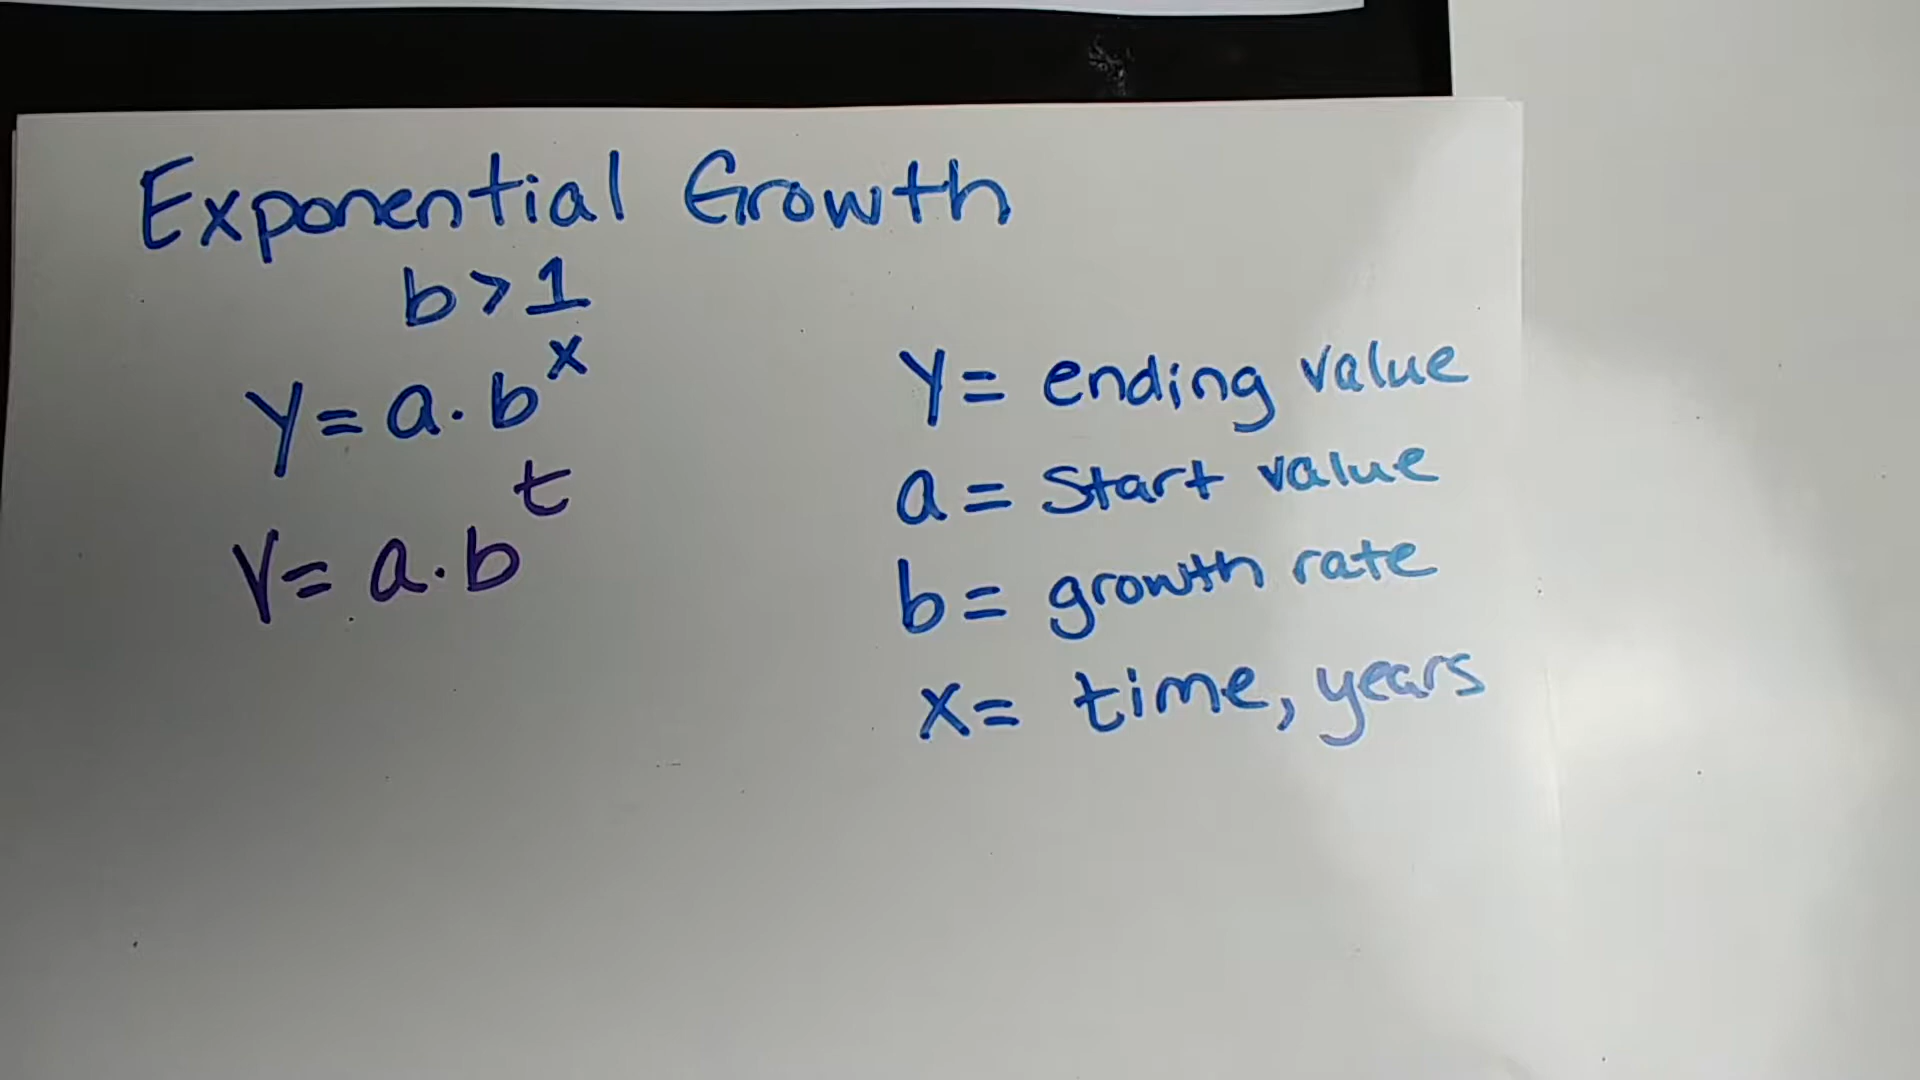 Exponential Growth
b > 1
y = a · b^x
y = a · b^t
y = ending value
a = Start value
b = growth rate
x = time, years